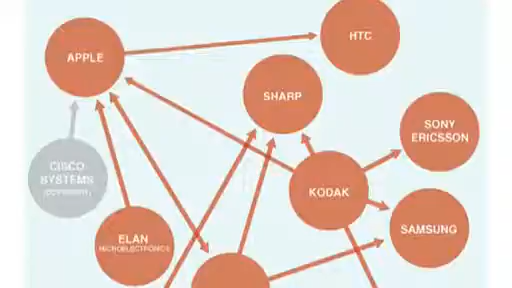 HTC
APPLE
SHARP
SONY
ERICSSON
CISCO
SYSTEMS
KODAK
SAMSUNG
ELAN
MICROELECTRONICS